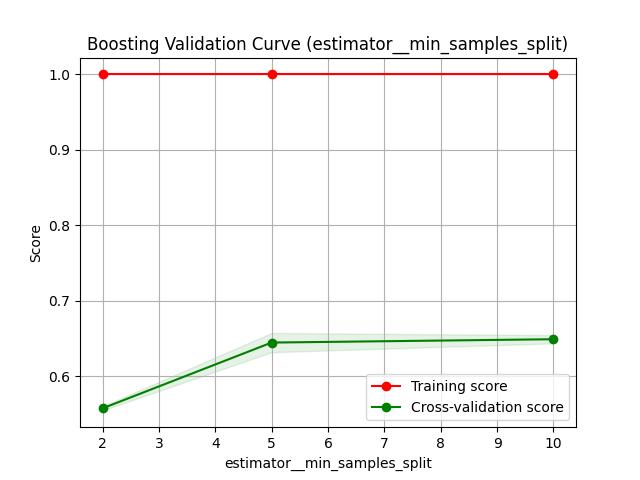 Boosting Validation Curve (estimator__min_samples_split)
1.0
0.9
0.8
0.7
0.6
Score
Training score
Cross-validation score
2 3 4 5 6 7 8 9 10
estimator__min_samples_split